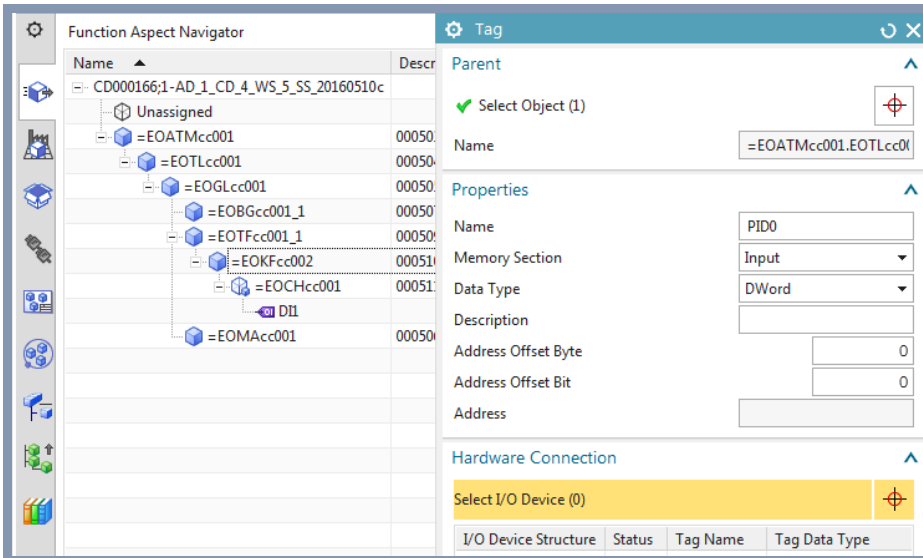 Function Aspect Navigator
Name Descr
CD000166;1-AD_1_CD_4_WS_5_SS_20160510c
Unassigned
=EOATMcc001 00050
=EOTLcc001 00050
=EOGLcc001 00050
=EOBGcc001_1 00050
=EOTFcc001_1 00050
=EOKFcc002 00051
=EOCHcc001 00051
DI1
=EOMAcc001 00050
Tag
Parent
Select Object (1)
Name =EOATMcc001.EOTLcc0
Properties
Name PID0
Memory Section Input
Data Type DWord
Description
Address Offset Byte 0
Address Offset Bit 0
Address
Hardware Connection
Select I/O Device (0)
I/O Device Structure Status Tag Name Tag Data Type